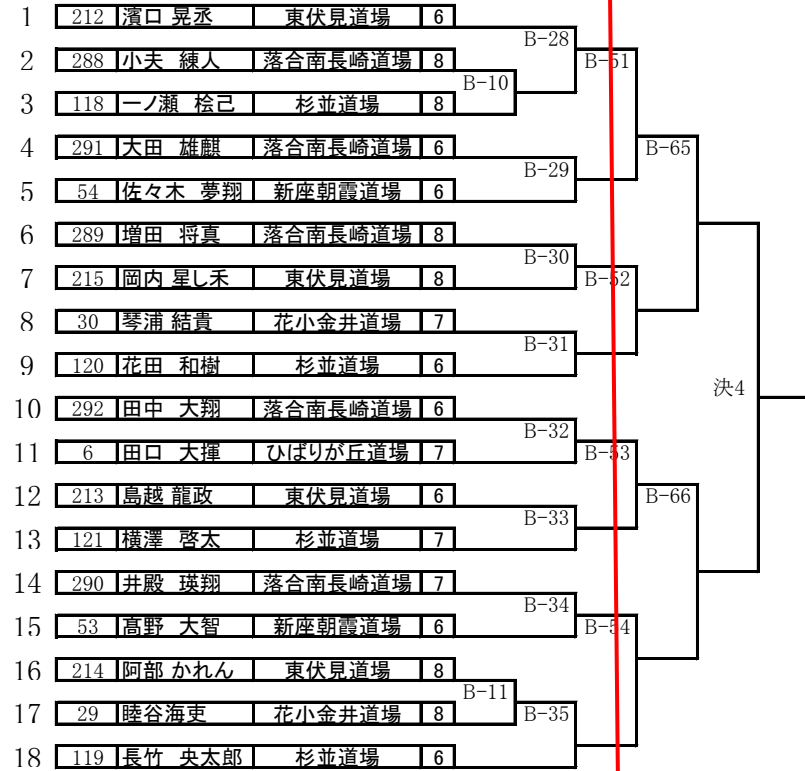 1 212 濱口 晃丞 東伏見道場 6
B-28
2 288 小夫 練人 落合南長崎道場 8
B-51
B-10
3 118 一ノ瀬 桧己 杉並道場 8
4 291 大田 雄麒 落合南長崎道場 6
B-65
B-29
5 54 佐々木 夢翔 新座朝霞道場 6
6 289 増田 将真 落合南長崎道場 8
B-30
7 215 岡内 星し禾 東伏見道場 8
B-52
8 30 琴浦 結貴 花小金井道場 7
B-31
9 120 花田 和樹 杉並道場 6
決4
10 292 田中 大翔 落合南長崎道場 6
B-32
11 6 田口 大揮 ひばりが丘道場 7
B-53
12 213 島越 龍政 東伏見道場 6
B-66
B-33
13 121 横澤 啓太 杉並道場 7
14 290 井殿 瑛翔 落合南長崎道場 7
B-34
15 53 髙野 大智 新座朝霞道場 6
B-54
16 214 阿部 かれん 東伏見道場 8
B-11
17 29 睦谷海吏 花小金井道場 8
B-35
18 119 長竹 央太郎 杉並道場 6